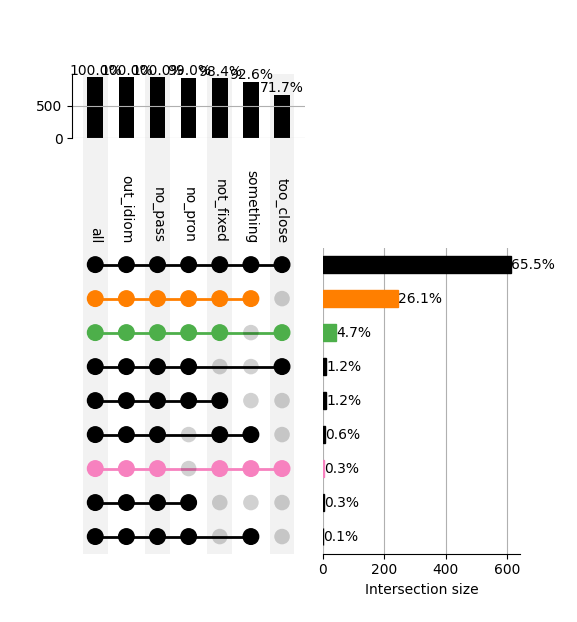 100.0% 100.0% 100.0% 99.0% 98.4% 92.6% 71.7%
500
0
all out_idiom no_pass no_pron not_fixed something too_close
65.5%
26.1%
4.7%
1.2%
1.2%
0.6%
0.3%
0.3%
0.1%
0 200 400 600
Intersection size